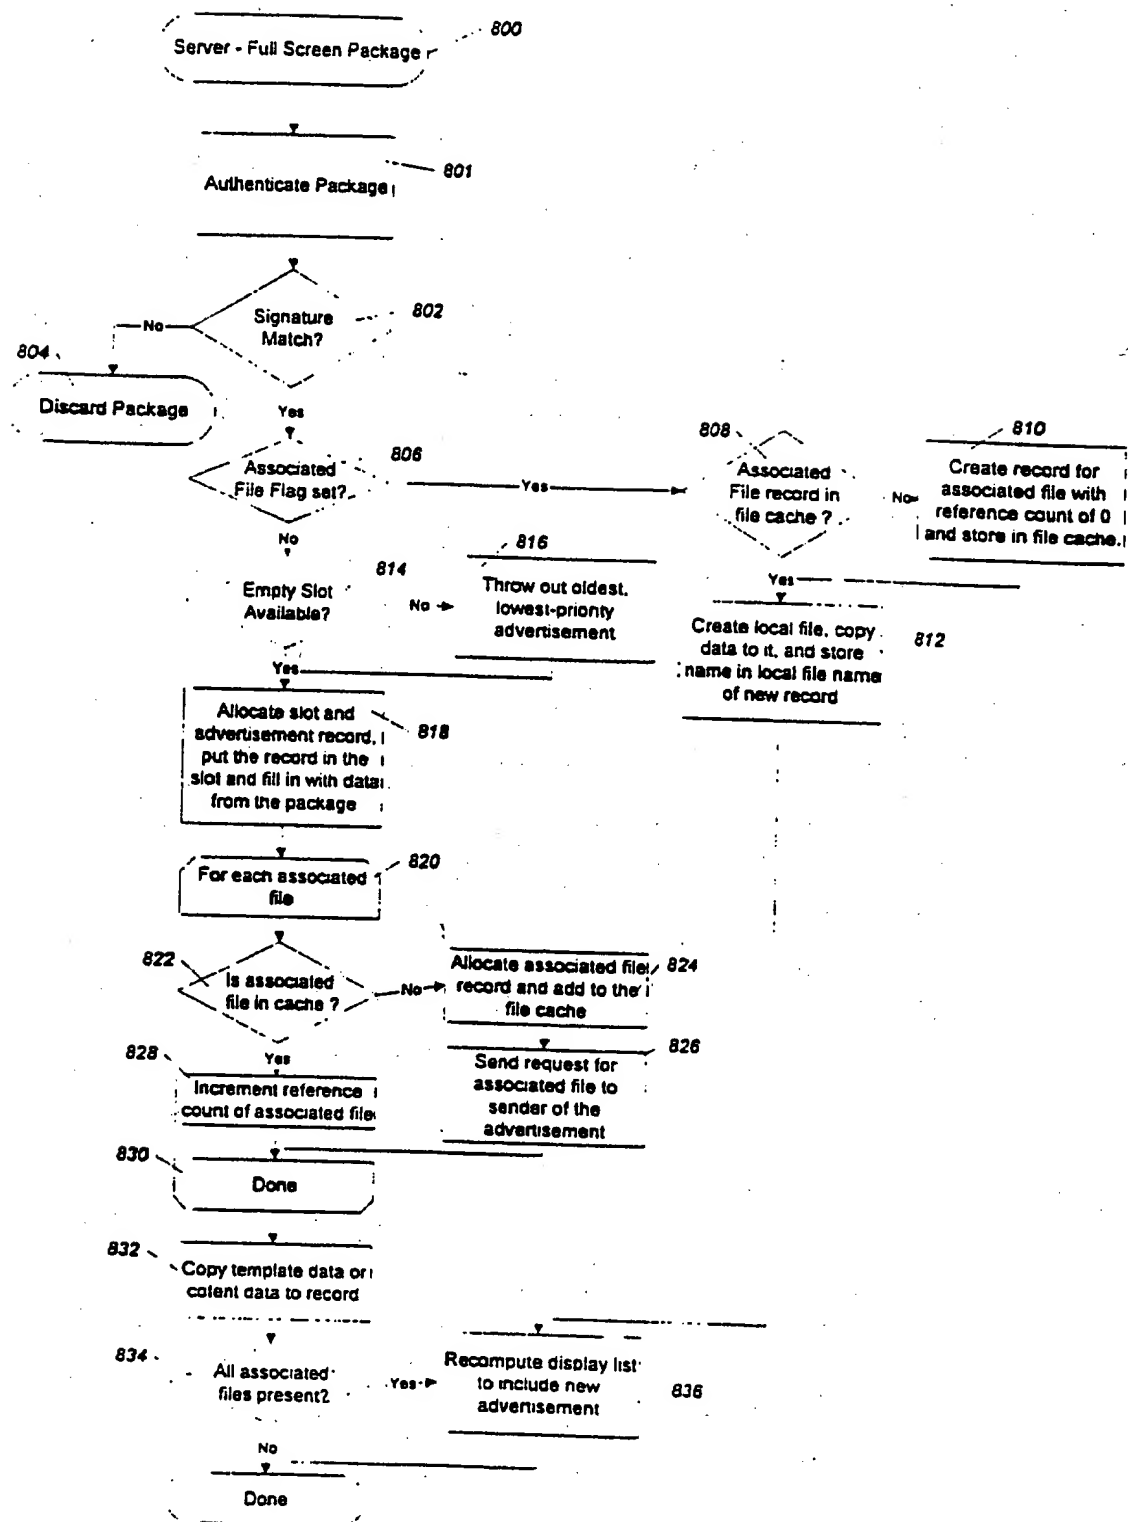 800
Server - Full Screen Package
801
Authenticate Package
802
Signature
Match?
No
804
Discard Package
Yes
806
Associated
File Flag set?
Yes
808
Associated
File record in
file cache ?
No
810
Create record for
associated file with
reference count of 0
and store in file cache.
No
814
Empty Slot
Available?
No
816
Throw out oldest,
lowest-priority
advertisement
Yes
812
Create local file, copy
data to it, and store
name in local file name
of new record
Yes
818
Allocate slot and
advertisement record,
put the record in the
slot and fill in with data
from the package
820
For each associated
file
822
Is associated
file in cache ?
No
824
Allocate associated file
record and add to the
file cache
Yes
826
Send request for
associated file to
sender of the
advertisement
828
Increment reference
count of associated file
830
Done
832
Copy template data or
cotent data to record
834
All associated
files present?
Yes
836
Recompute display list
to include new
advertisement
No
Done